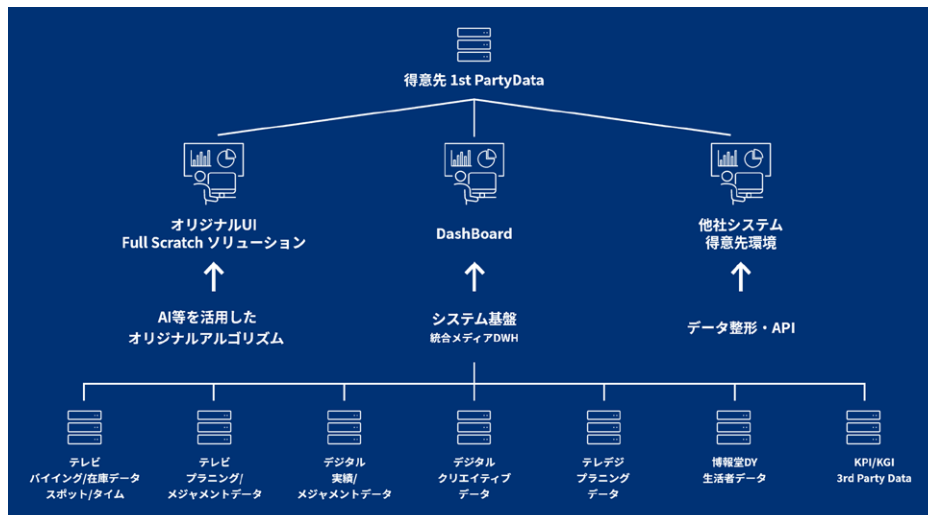 得意先 1st PartyData
オリジナルUI
Full Scratch ソリューション
DashBoard
他社システム
得意先環境
AI等を活用した
オリジナルアルゴリズム
システム基盤
統合メディアDWH
データ整形・API
テレビ
バイイング/在庫データ
スポット/タイム
テレビ
プラニング/
メジャメントデータ
デジタル
実績/
メジャメントデータ
デジタル
クリエイティブ
データ
テレデジ
プラニング
データ
博報堂DY
生活者データ
KPI/KGI
3rd Party Data